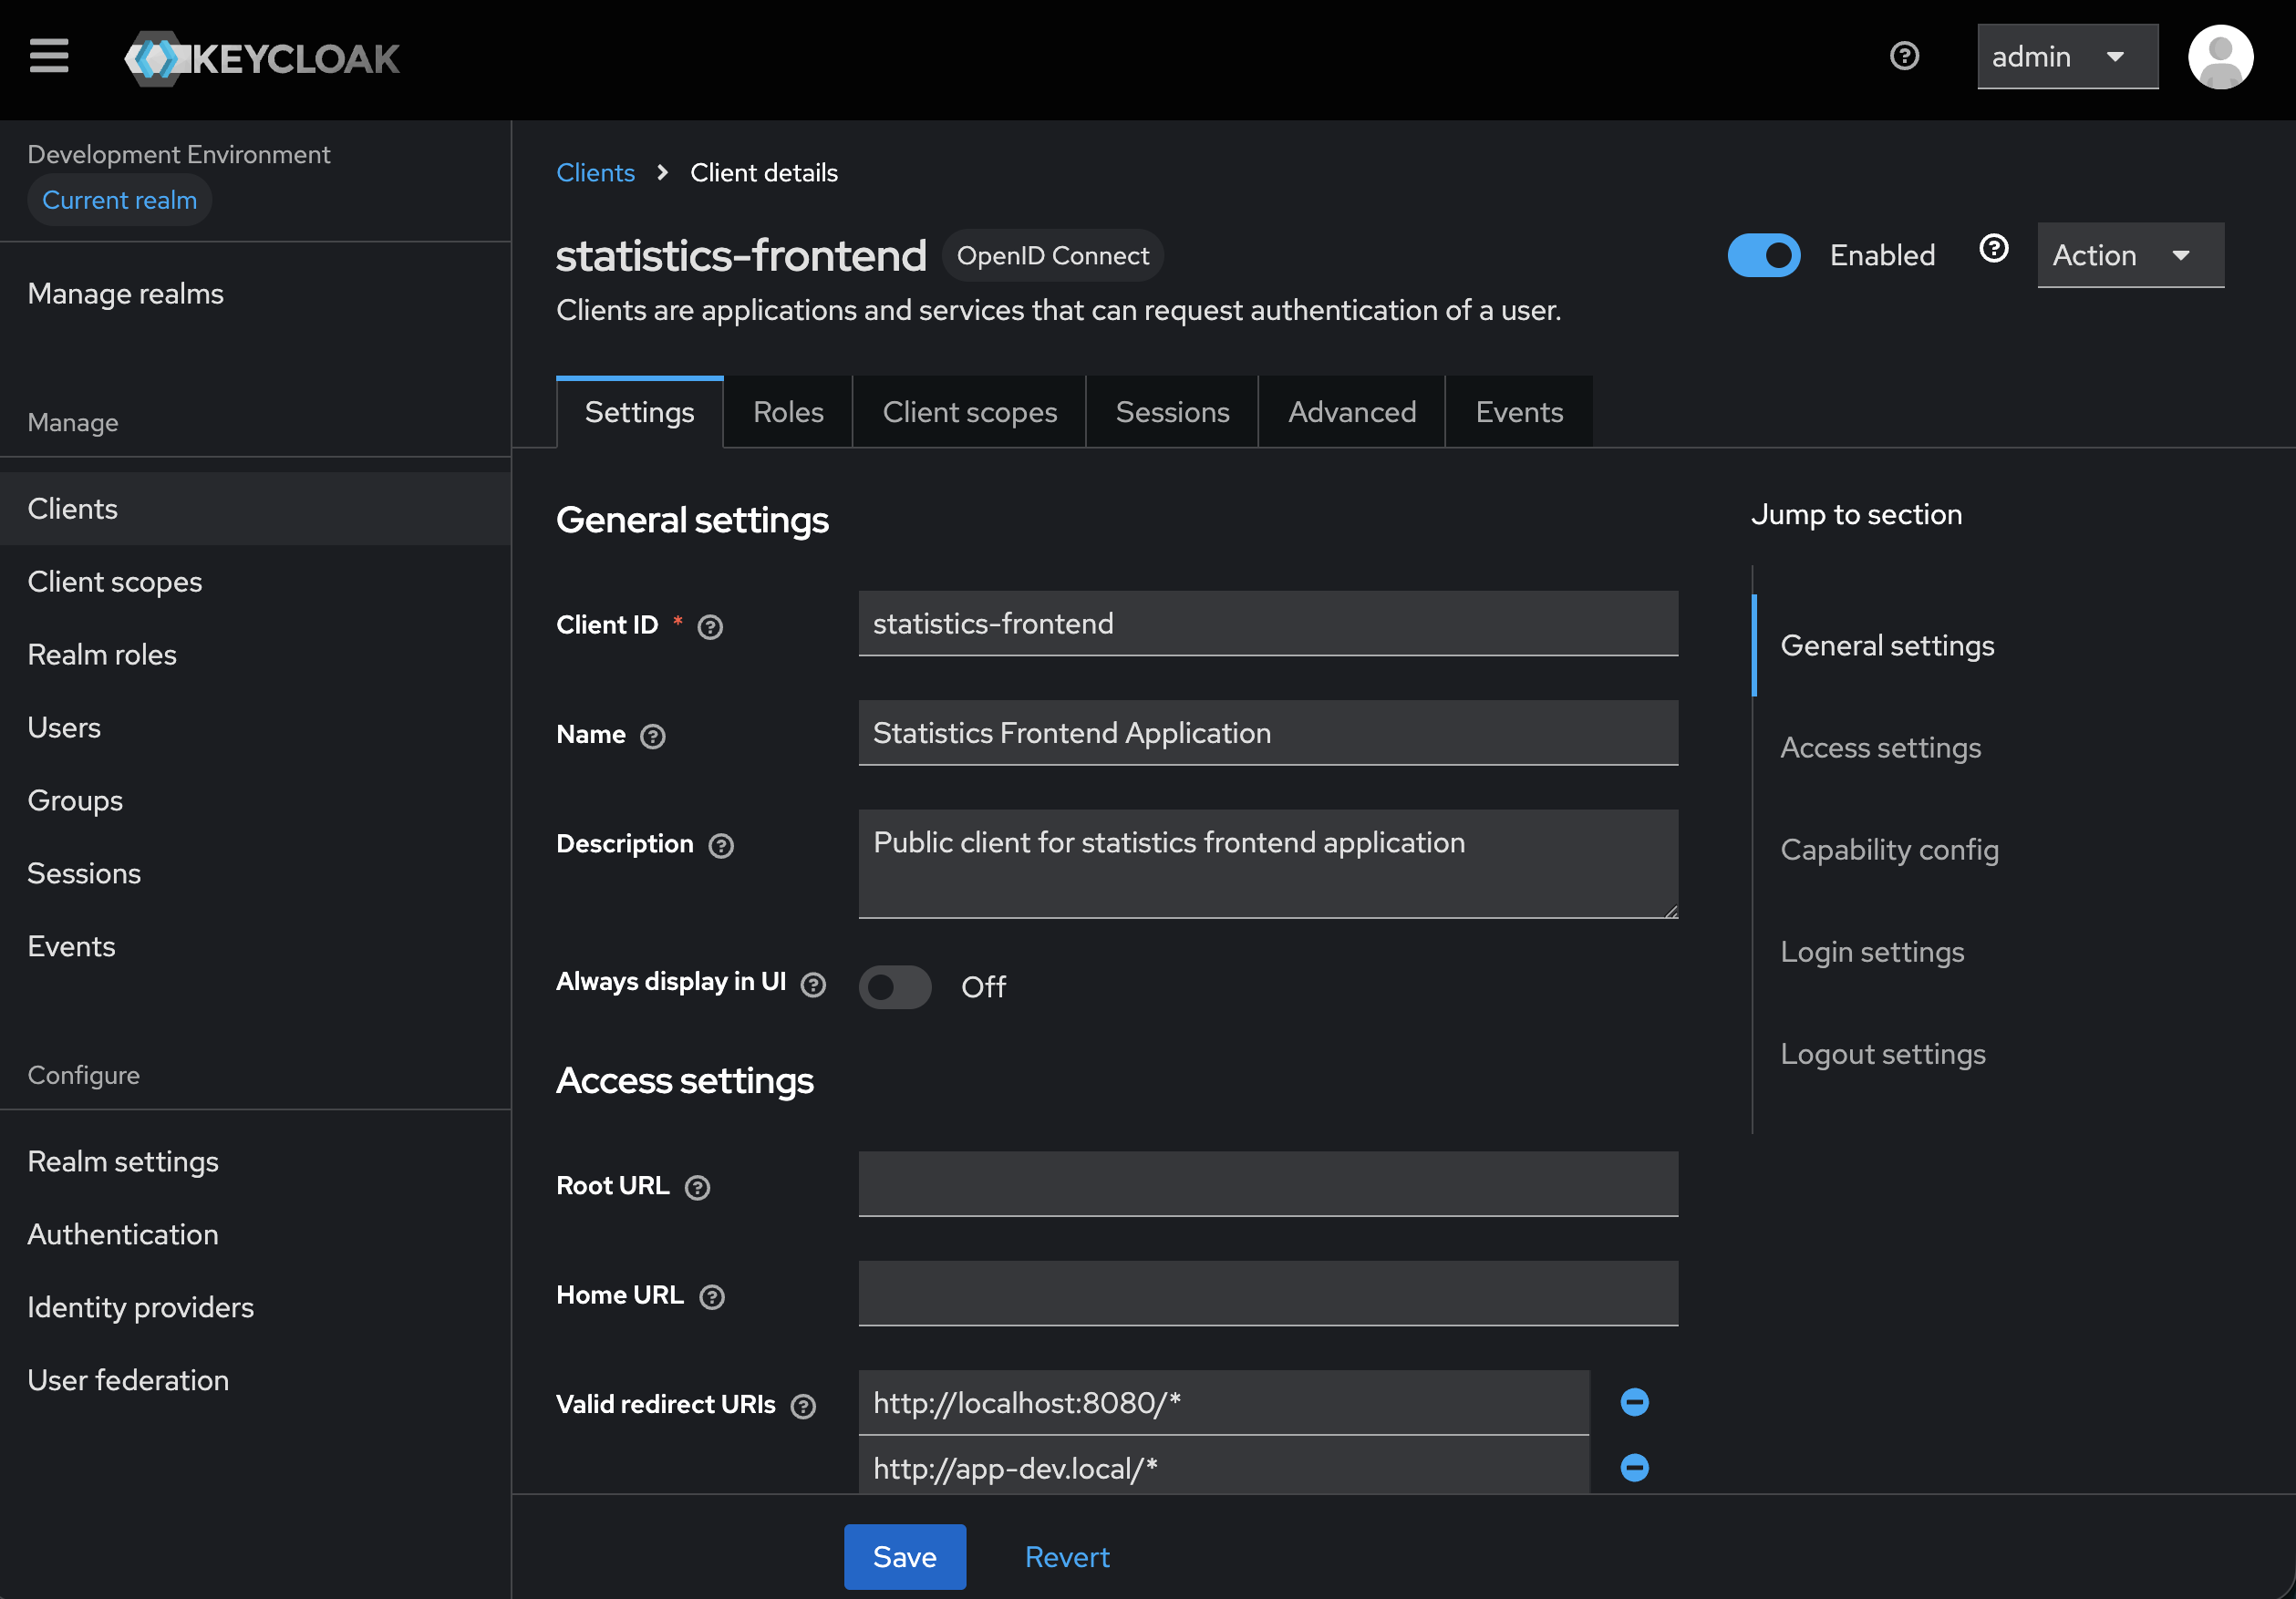 KEYCLOAK
admin
Development Environment
Current realm
Manage realms
Manage
Clients
Client scopes
Realm roles
Users
Groups
Sessions
Events
Configure
Realm settings
Authentication
Identity providers
User federation
Clients > Client details
statistics-frontend OpenID Connect
Enabled
Action
Clients are applications and services that can request authentication of a user.
Settings Roles Client scopes Sessions Advanced Events
General settings
Client ID * statistics-frontend
Name Statistics Frontend Application
Description Public client for statistics frontend application
Always display in UI Off
Access settings
Root URL
Home URL
Valid redirect URIs http://localhost:8080/*
http://app-dev.local/*
Save Revert
Jump to section
General settings
Access settings
Capability config
Login settings
Logout settings